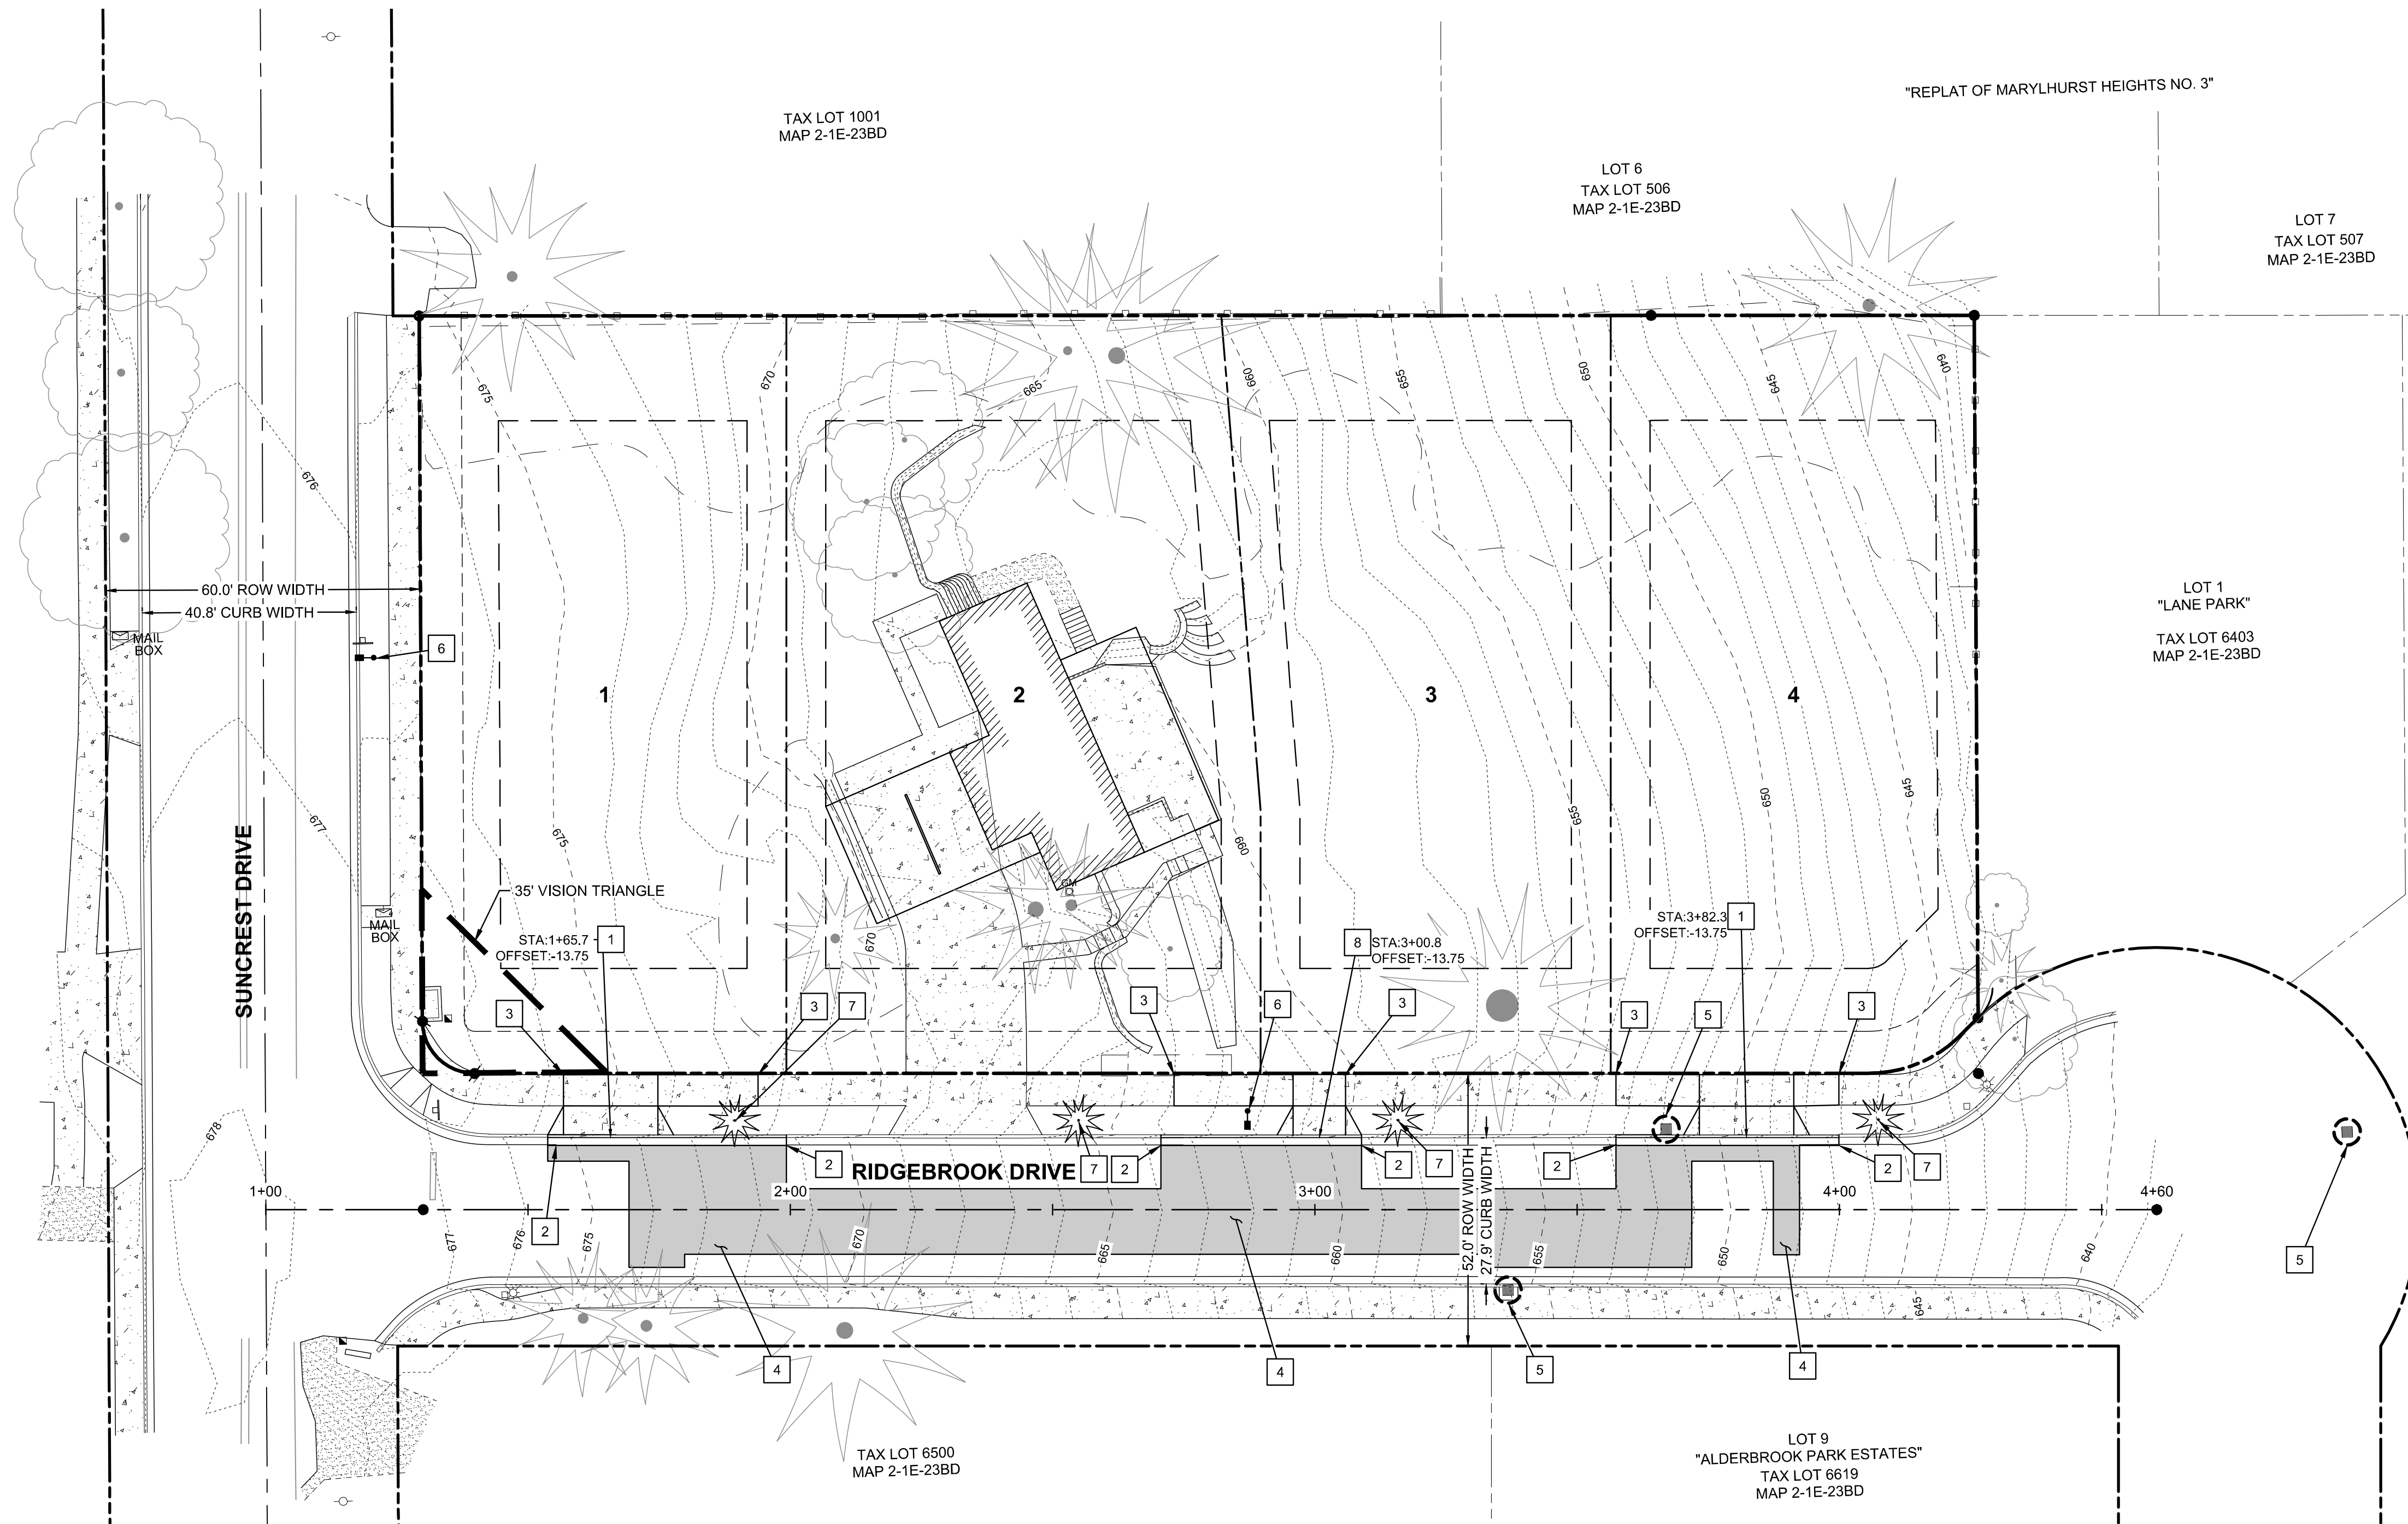 "REPLAT OF MARYLHURST HEIGHTS NO. 3"
TAX LOT 1001
MAP 2-1E-23BD
LOT 6
TAX LOT 506
MAP 2-1E-23BD
LOT 7
TAX LOT 507
MAP 2-1E-23BD
675
670
665
660
655
650
645
640
676
60.0' ROW WIDTH
40.8' CURB WIDTH
MAIL
BOX
6
1
2
3
4
LOT 1
"LANE PARK"
TAX LOT 6403
MAP 2-1E-23BD
677
SUNCREST DRIVE
675
670
660
655
650
645
GM
35' VISION TRIANGLE
MAIL
BOX
STA:1+65.7
OFFSET:-13.75
1
8
STA:3+00.8
OFFSET:-13.75
STA:3+82.3
OFFSET:-13.75
1
3
3
7
3
6
3
3
5
3
678
RIDGEBROOK DRIVE
2
7
2
2
7
2
2
7
5
1+00
2+00
3+00
4+00
4+60
2
677
676
675
670
665
660
655
650
645
640
52.0' ROW WIDTH
27.9' CURB WIDTH
4
4
5
4
5
TAX LOT 6500
MAP 2-1E-23BD
LOT 9
"ALDERBROOK PARK ESTATES"
TAX LOT 6619
MAP 2-1E-23BD